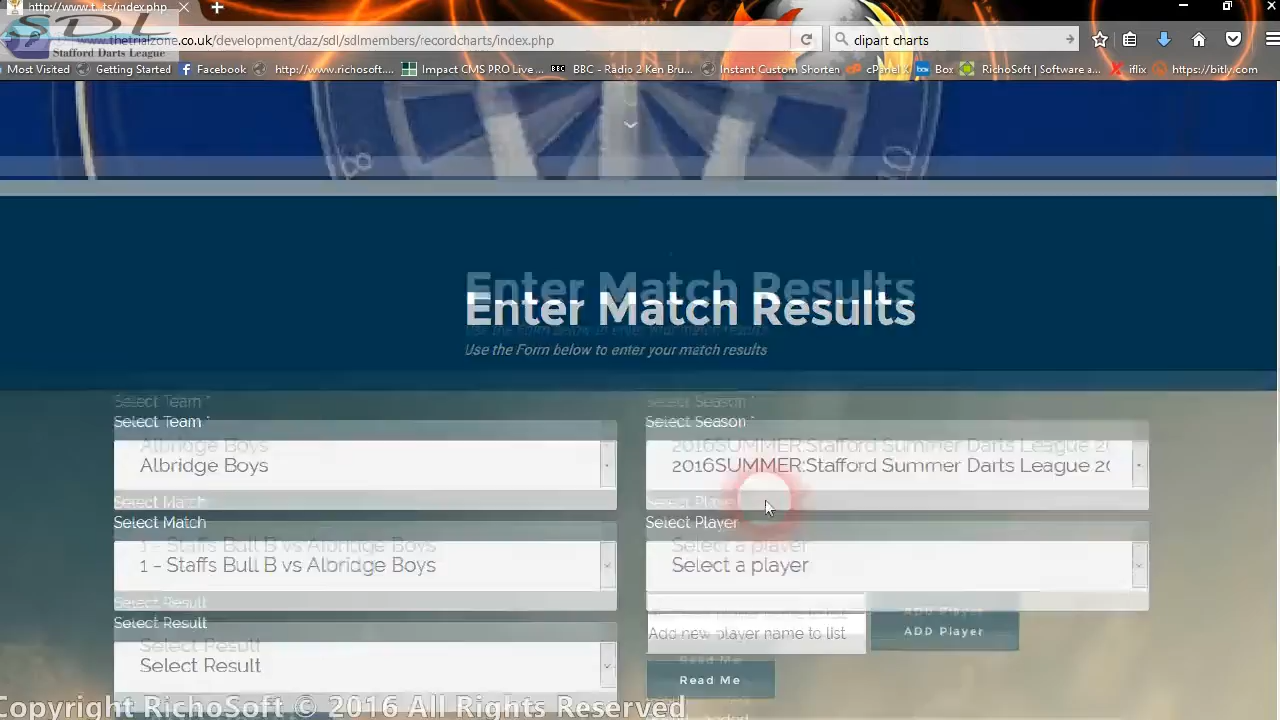 http://www.t...ts/index.php
SDL
Stafford Darts League
www.thetrialzone.co.uk/development/daz/sdl/sdlmembers/recordcharts/index.php
clipart charts
Most Visited Getting Started Facebook http://www.richosoft.... Impact CMS PRO Live ... BBC - Radio 2 Ken Bru... Instant Custom Shorten cPanel X Box RichoSoft | Software a... iflix https://bitly.com
Enter Match Results
Use the Form below to enter your match results
Select Team * Select Season *
Albridge Boys 2016SUMMER:Stafford Summer Darts League 20
Select Match Select Player
1 - Staffs Bull B vs Albridge Boys Select a player
Select Result
Add new player name to list ADD Player
Select Result
Read Me
Copyright RichoSoft © 2016 All Rights Reserved